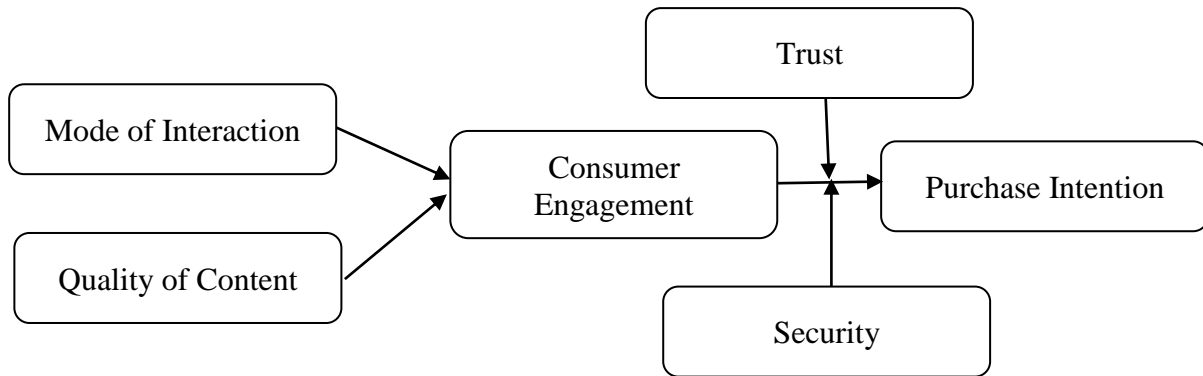 Trust
Mode of Interaction
Consumer
Engagement
Purchase Intention
Quality of Content
Security